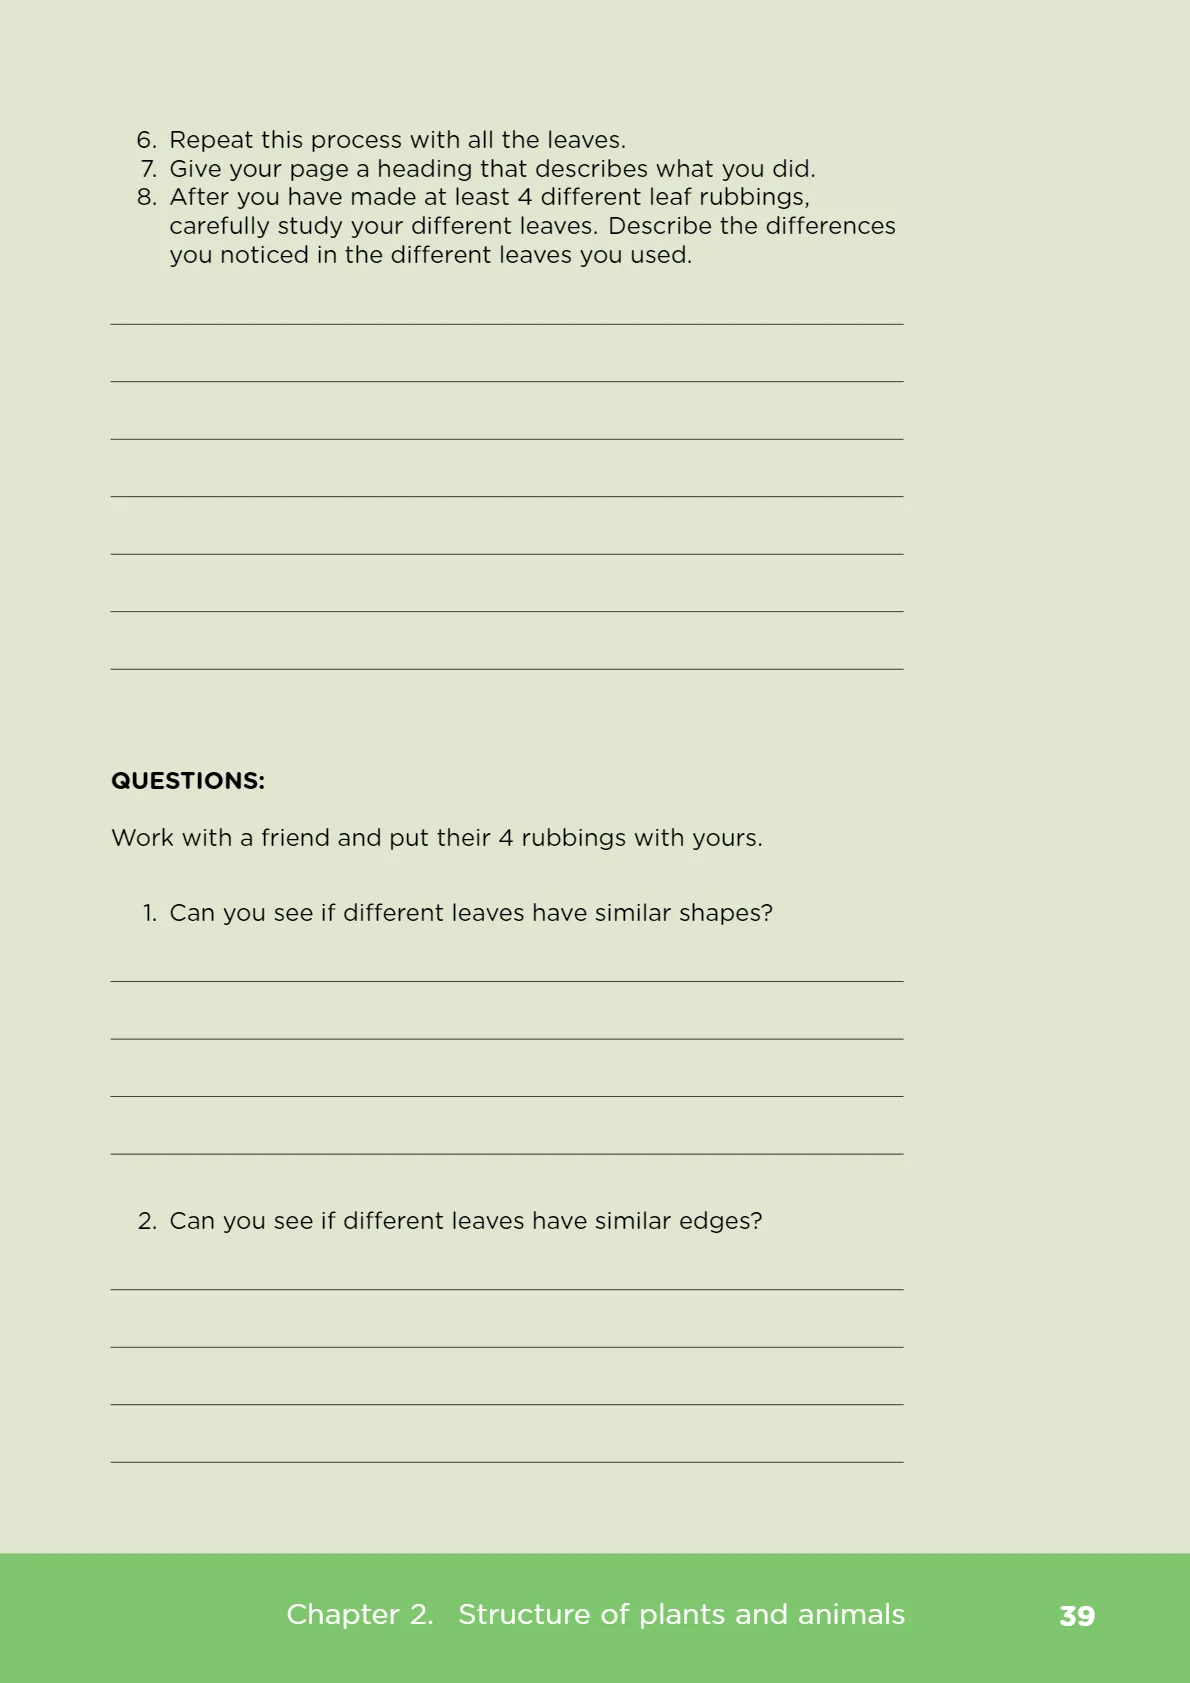 6. Repeat this process with all the leaves.
7. Give your page a heading that describes what you did.
8. After you have made at least 4 different leaf rubbings,
carefully study your different leaves. Describe the differences
you noticed in the different leaves you used.
QUESTIONS:
Work with a friend and put their 4 rubbings with yours.
1. Can you see if different leaves have similar shapes?
2. Can you see if different leaves have similar edges?
Chapter 2. Structure of plants and animals 39